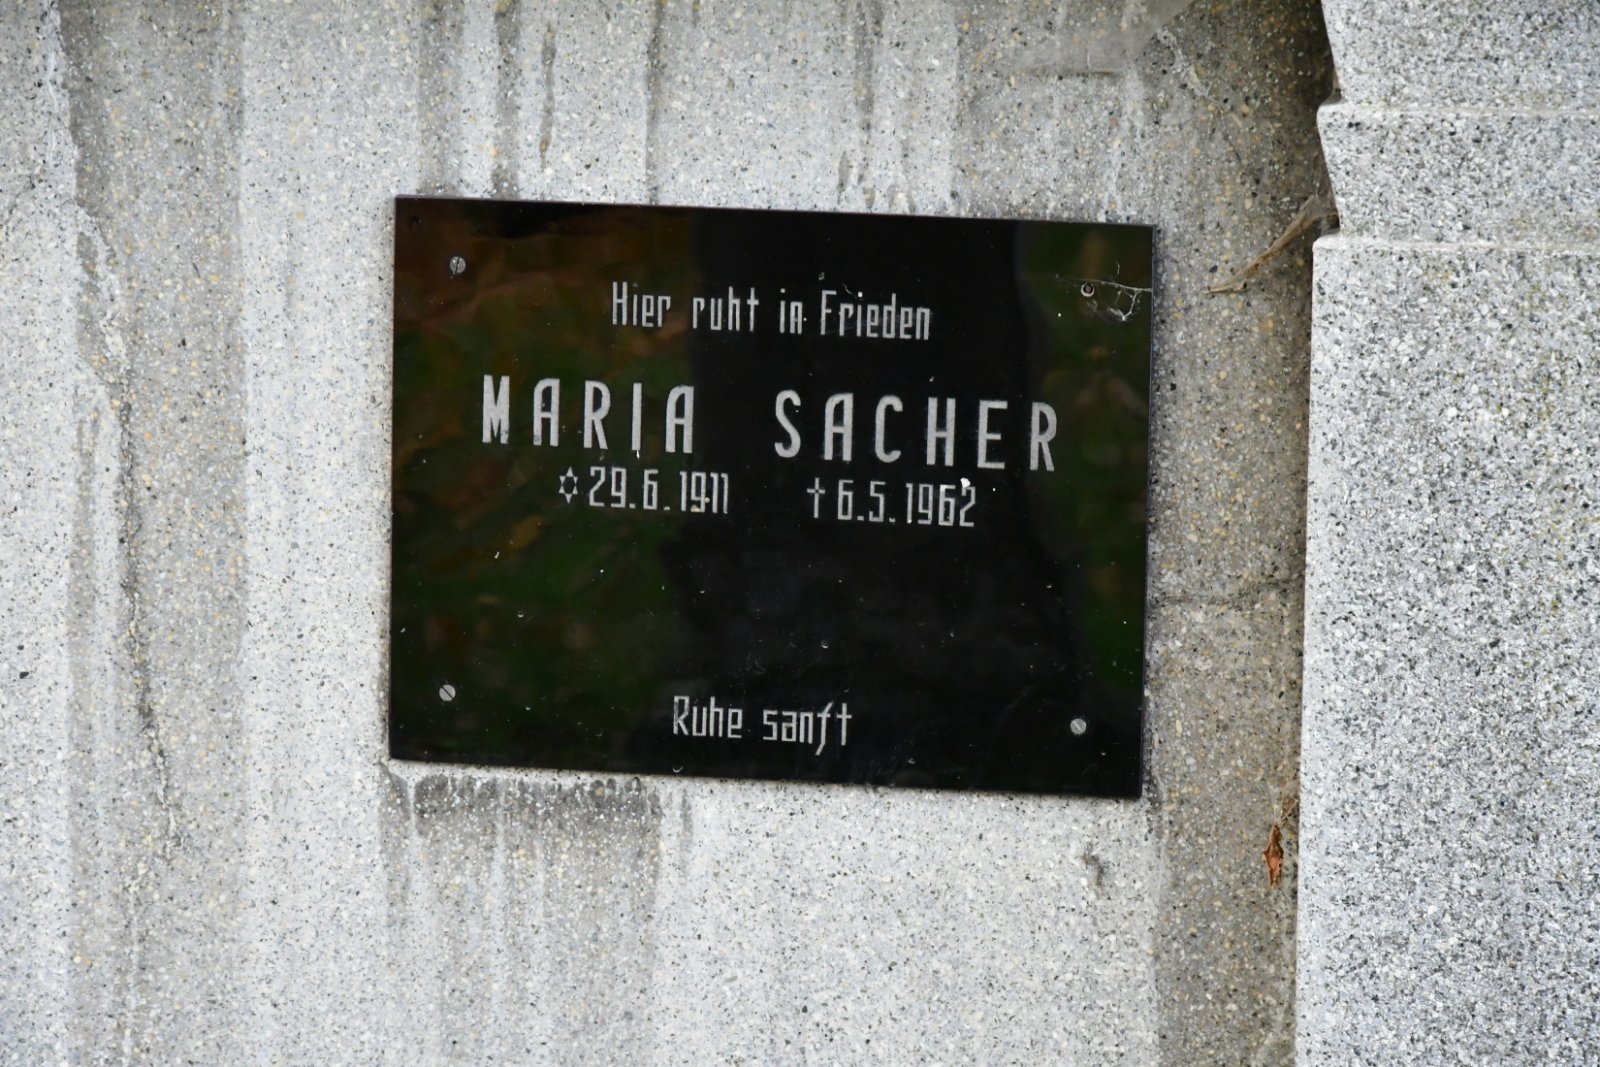 Hier ruht in Frieden
MARIA SACHER
✡29.6.1911 †6.5.1962
Ruhe sanft